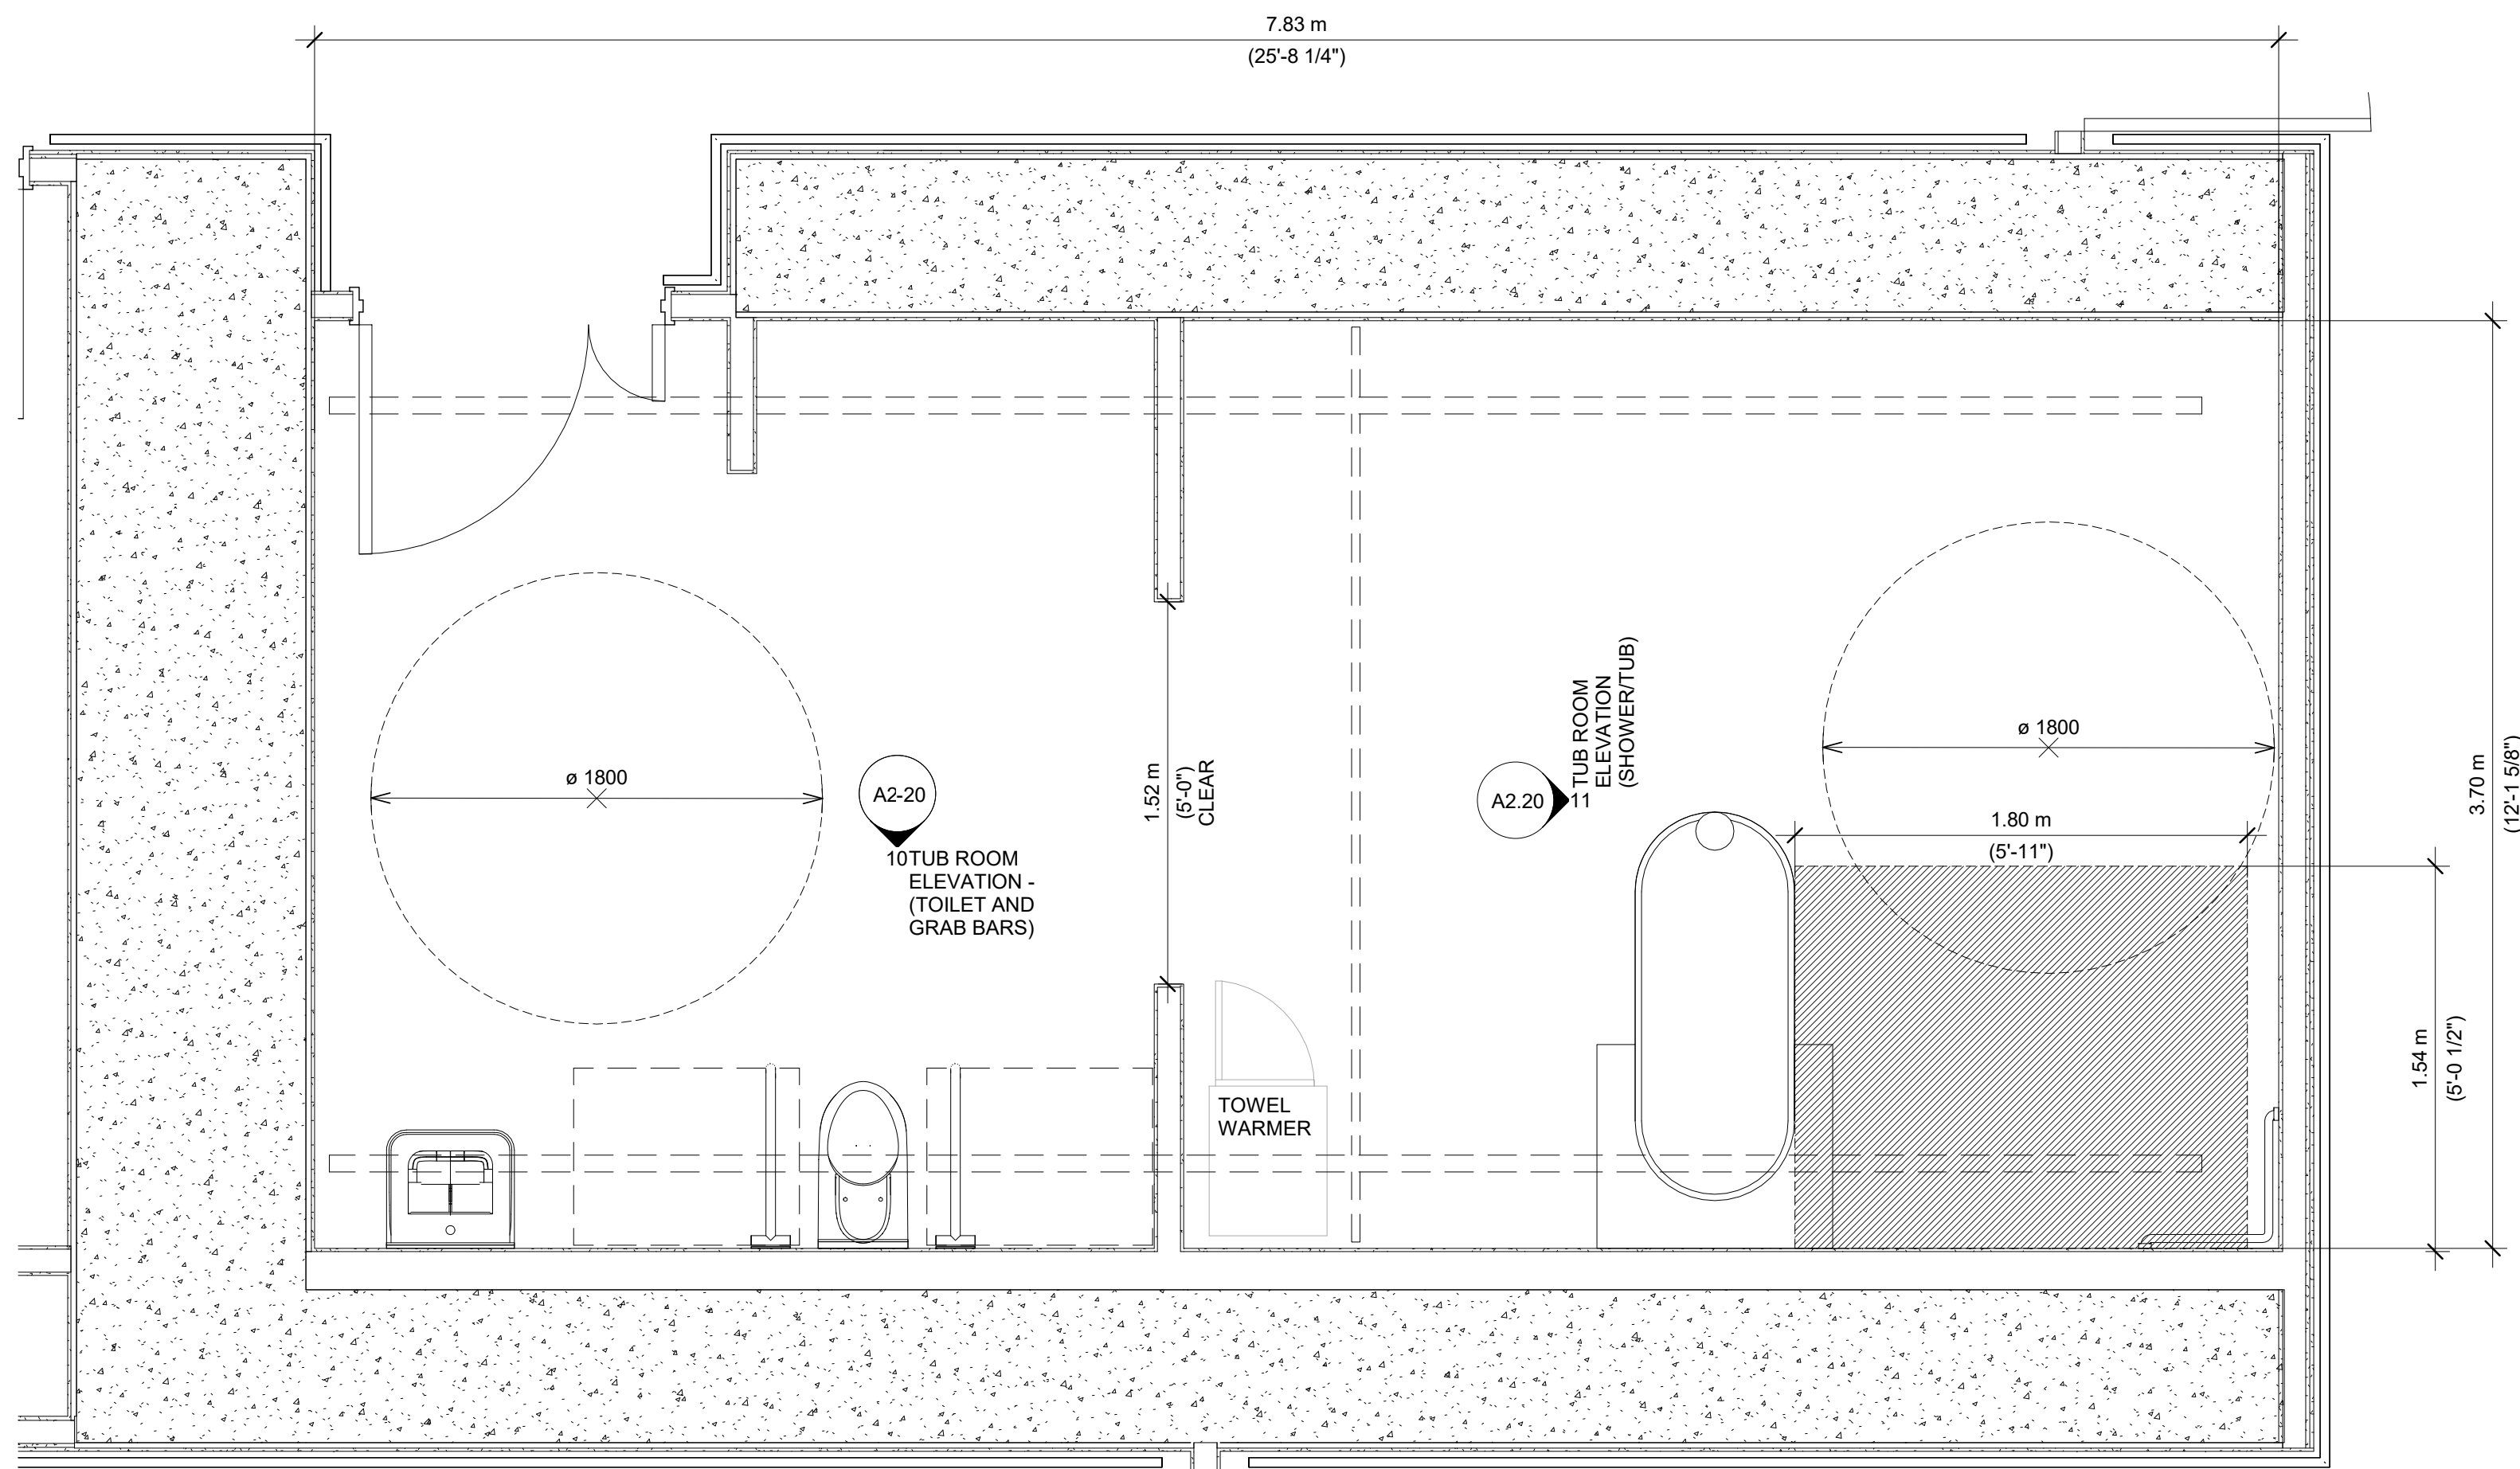 7.83 m
(25'-8 1/4")
ø 1800
A2-20
10 TUB ROOM
ELEVATION -
(TOILET AND
GRAB BARS)
1.52 m
(5'-0")
CLEAR
TOWEL
WARMER
A2.20
11
TUB ROOM
ELEVATION
(SHOWER/TUB)
ø 1800
1.80 m
(5'-11")
1.54 m
(5'-0 1/2")
3.70 m
(12'-1 5/8")